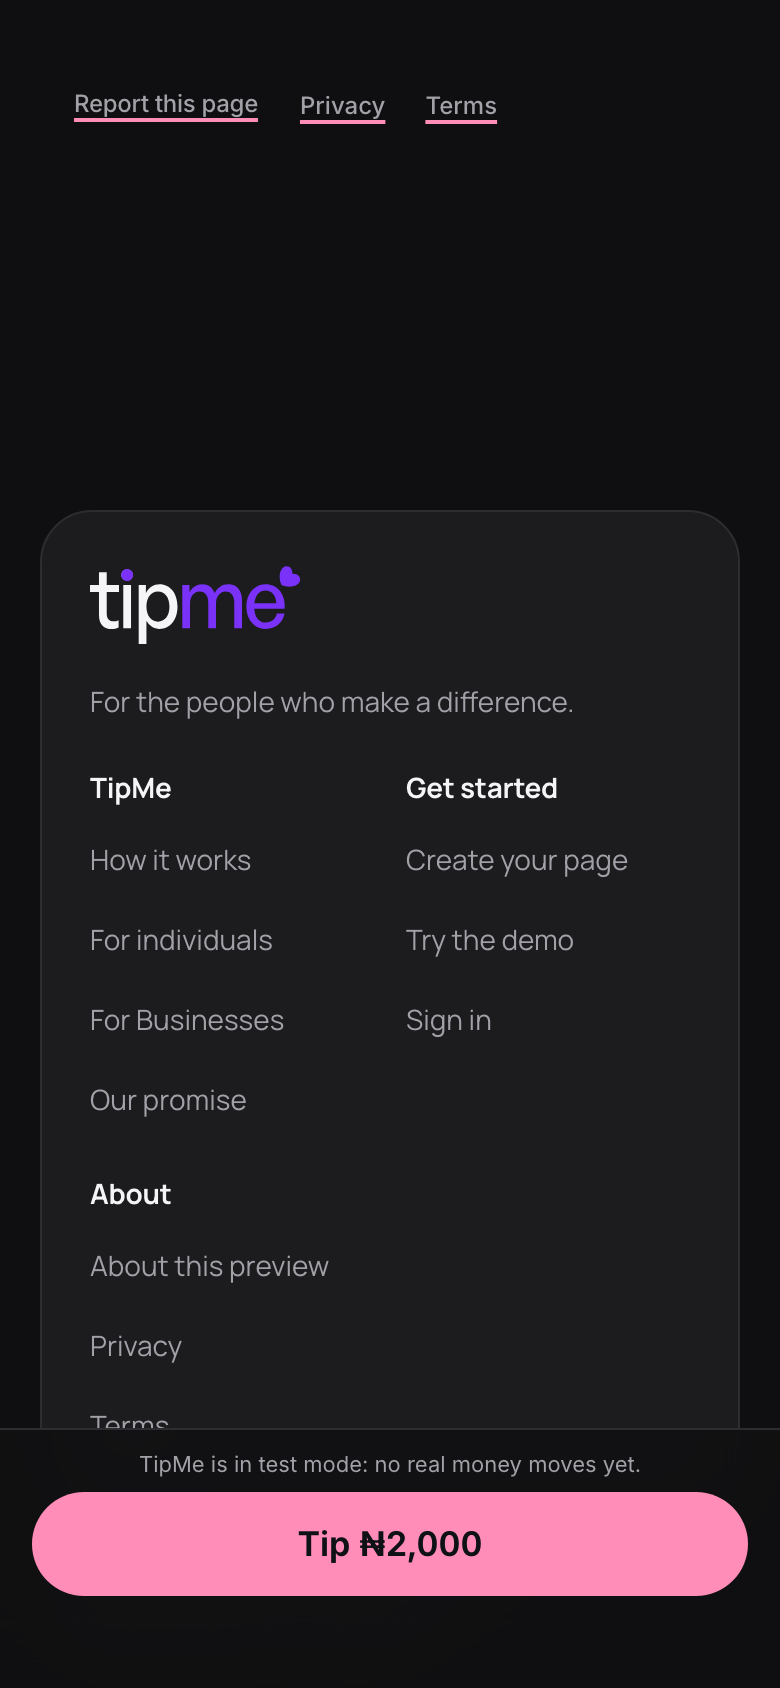 Report this page Privacy Terms
tipme
For the people who make a difference.
TipMe
How it works
For individuals
For Businesses
Our promise
Get started
Create your page
Try the demo
Sign in
About
About this preview
Privacy
Terms
TipMe is in test mode: no real money moves yet.
Tip ₦2,000